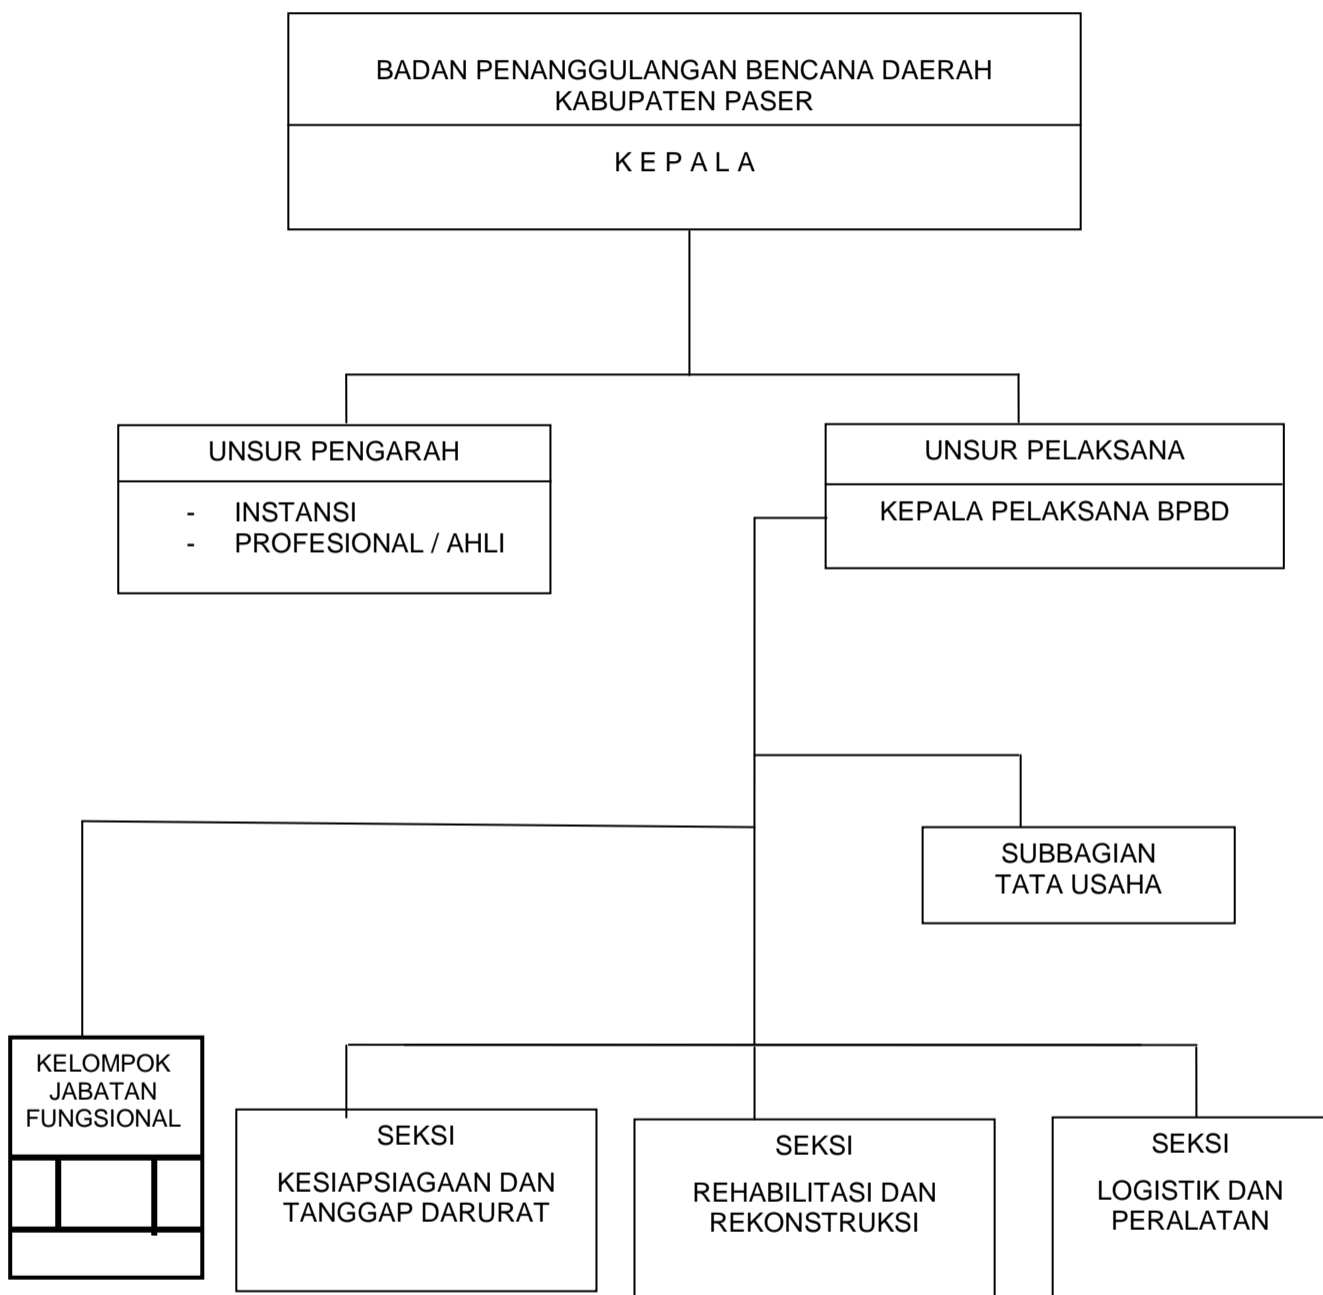 BADAN PENANGGULANGAN BENCANA DAERAH
KABUPATEN PASER
K E P A L A
UNSUR PENGARAH
- INSTANSI
- PROFESIONAL / AHLI
UNSUR PELAKSANA
KEPALA PELAKSANA BPBD
SUBBAGIAN
TATA USAHA
KELOMPOK
JABATAN
FUNGSIONAL
SEKSI
KESIAPSIAGAAN DAN
TANGGAP DARURAT
SEKSI
REHABILITASI DAN
REKONSTRUKSI
SEKSI
LOGISTIK DAN
PERALATAN